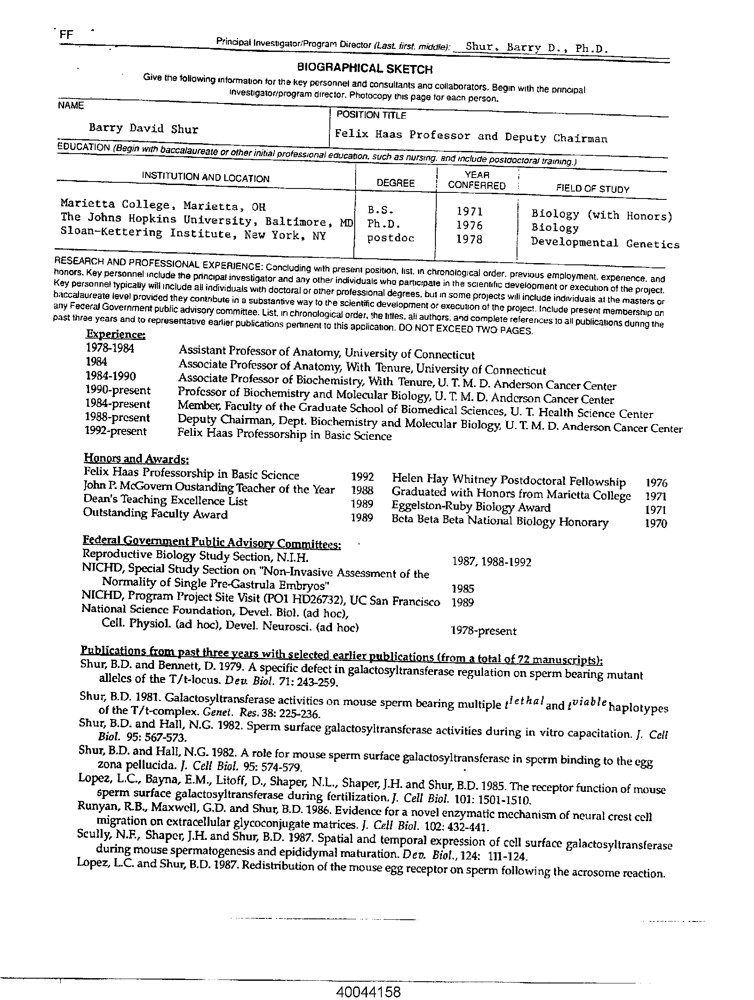 FF
Principal Investigator/Program Director (Last, first, middle): Shur, Barry D., Ph.D.
BIOGRAPHICAL SKETCH
Give the following information for the key personnel and consultants and collaborators. Begin with the principal
investigator/program director. Photocopy this page for each person.
NAME
POSITION TITLE
Barry David Shur
Felix Haas Professor and Deputy Chairman
EDUCATION (Begin with baccalaureate or other initial professional education, such as nursing, and include postdoctoral training.)
INSTITUTION AND LOCATION DEGREE YEAR CONFERRED FIELD OF STUDY
Marietta College, Marietta, OH B.S. 1971 Biology (with Honors)
The Johns Hopkins University, Baltimore, MD Ph.D. 1976 Biology
Sloan-Kettering Institute, New York, NY postdoc 1978 Developmental Genetics
RESEARCH AND PROFESSIONAL EXPERIENCE: Concluding with present position, list, in chronological order, previous employment, experience, and
honors. Key personnel include the principal investigator and any other individuals who participate in the scientific development or execution of the project.
Key personnel typically will include all individuals with doctoral or other professional degrees, but in some projects will include individuals at the masters or
baccalaureate level provided they contribute in a substantive way to the scientific development or execution of the project. Include present membership on
any Federal Government public advisory committee. List, in chronological order, the titles, all authors, and complete references to all publications during the
past three years and to representative earlier publications pertinent to this application. DO NOT EXCEED TWO PAGES.
Experience:
1978-1984 Assistant Professor of Anatomy, University of Connecticut
1984 Associate Professor of Anatomy, With Tenure, University of Connecticut
1984-1990 Associate Professor of Biochemistry, With Tenure, U. T. M. D. Anderson Cancer Center
1990-present Professor of Biochemistry and Molecular Biology, U. T. M. D. Anderson Cancer Center
1984-present Member, Faculty of the Graduate School of Biomedical Sciences, U. T. Health Science Center
1988-present Deputy Chairman, Dept. Biochemistry and Molecular Biology, U. T. M. D. Anderson Cancer Center
1992-present Felix Haas Professorship in Basic Science
Honors and Awards:
Felix Haas Professorship in Basic Science 1992 Helen Hay Whitney Postdoctoral Fellowship 1976
John P. McGovern Oustanding Teacher of the Year 1988 Graduated with Honors from Marietta College 1971
Dean's Teaching Excellence List 1989 Eggelston-Ruby Biology Award 1971
Outstanding Faculty Award 1989 Beta Beta Beta National Biology Honorary 1970
Federal Government Public Advisory Committees:
Reproductive Biology Study Section, N.I.H. 1987, 1988-1992
NICHD, Special Study Section on "Non-Invasive Assessment of the
Normality of Single Pre-Gastrula Embryos" 1985
NICHD, Program Project Site Visit (PO1 HD26732), UC San Francisco 1989
National Science Foundation, Devel. Biol. (ad hoc),
Cell. Physiol. (ad hoc), Devel. Neurosci. (ad hoc) 1978-present
Publications from past three years with selected earlier publications (from a total of 72 manuscripts):
Shur, B.D. and Bennett, D. 1979. A specific defect in galactosyltransferase regulation on sperm bearing mutant
alleles of the T/t-locus. Dev. Biol. 71: 243-259.
Shur, B.D. 1981. Galactosyltransferase activities on mouse sperm bearing multiple t^lethal and t^viable haplotypes
of the T/t-complex. Genet. Res. 38: 225-236.
Shur, B.D. and Hall, N.G. 1982. Sperm surface galactosyltransferase activities during in vitro capacitation. J. Cell
Biol. 95: 567-573.
Shur, B.D. and Hall, N.G. 1982. A role for mouse sperm surface galactosyltransferase in sperm binding to the egg
zona pellucida. J. Cell Biol. 95: 574-579.
Lopez, L.C., Bayna, E.M., Litoff, D., Shaper, N.L., Shaper, J.H. and Shur, B.D. 1985. The receptor function of mouse
sperm surface galactosyltransferase during fertilization. J. Cell Biol. 101: 1501-1510.
Runyan, R.B., Maxwell, G.D. and Shur, B.D. 1986. Evidence for a novel enzymatic mechanism of neural crest cell
migration on extracellular glycoconjugate matrices. J. Cell Biol. 102: 432-441.
Scully, N.F., Shaper, J.H. and Shur, B.D. 1987. Spatial and temporal expression of cell surface galactosyltransferase
during mouse spermatogenesis and epididymal maturation. Dev. Biol., 124: 111-124.
Lopez, L.C. and Shur, B.D. 1987. Redistribution of the mouse egg receptor on sperm following the acrosome reaction.
40044158